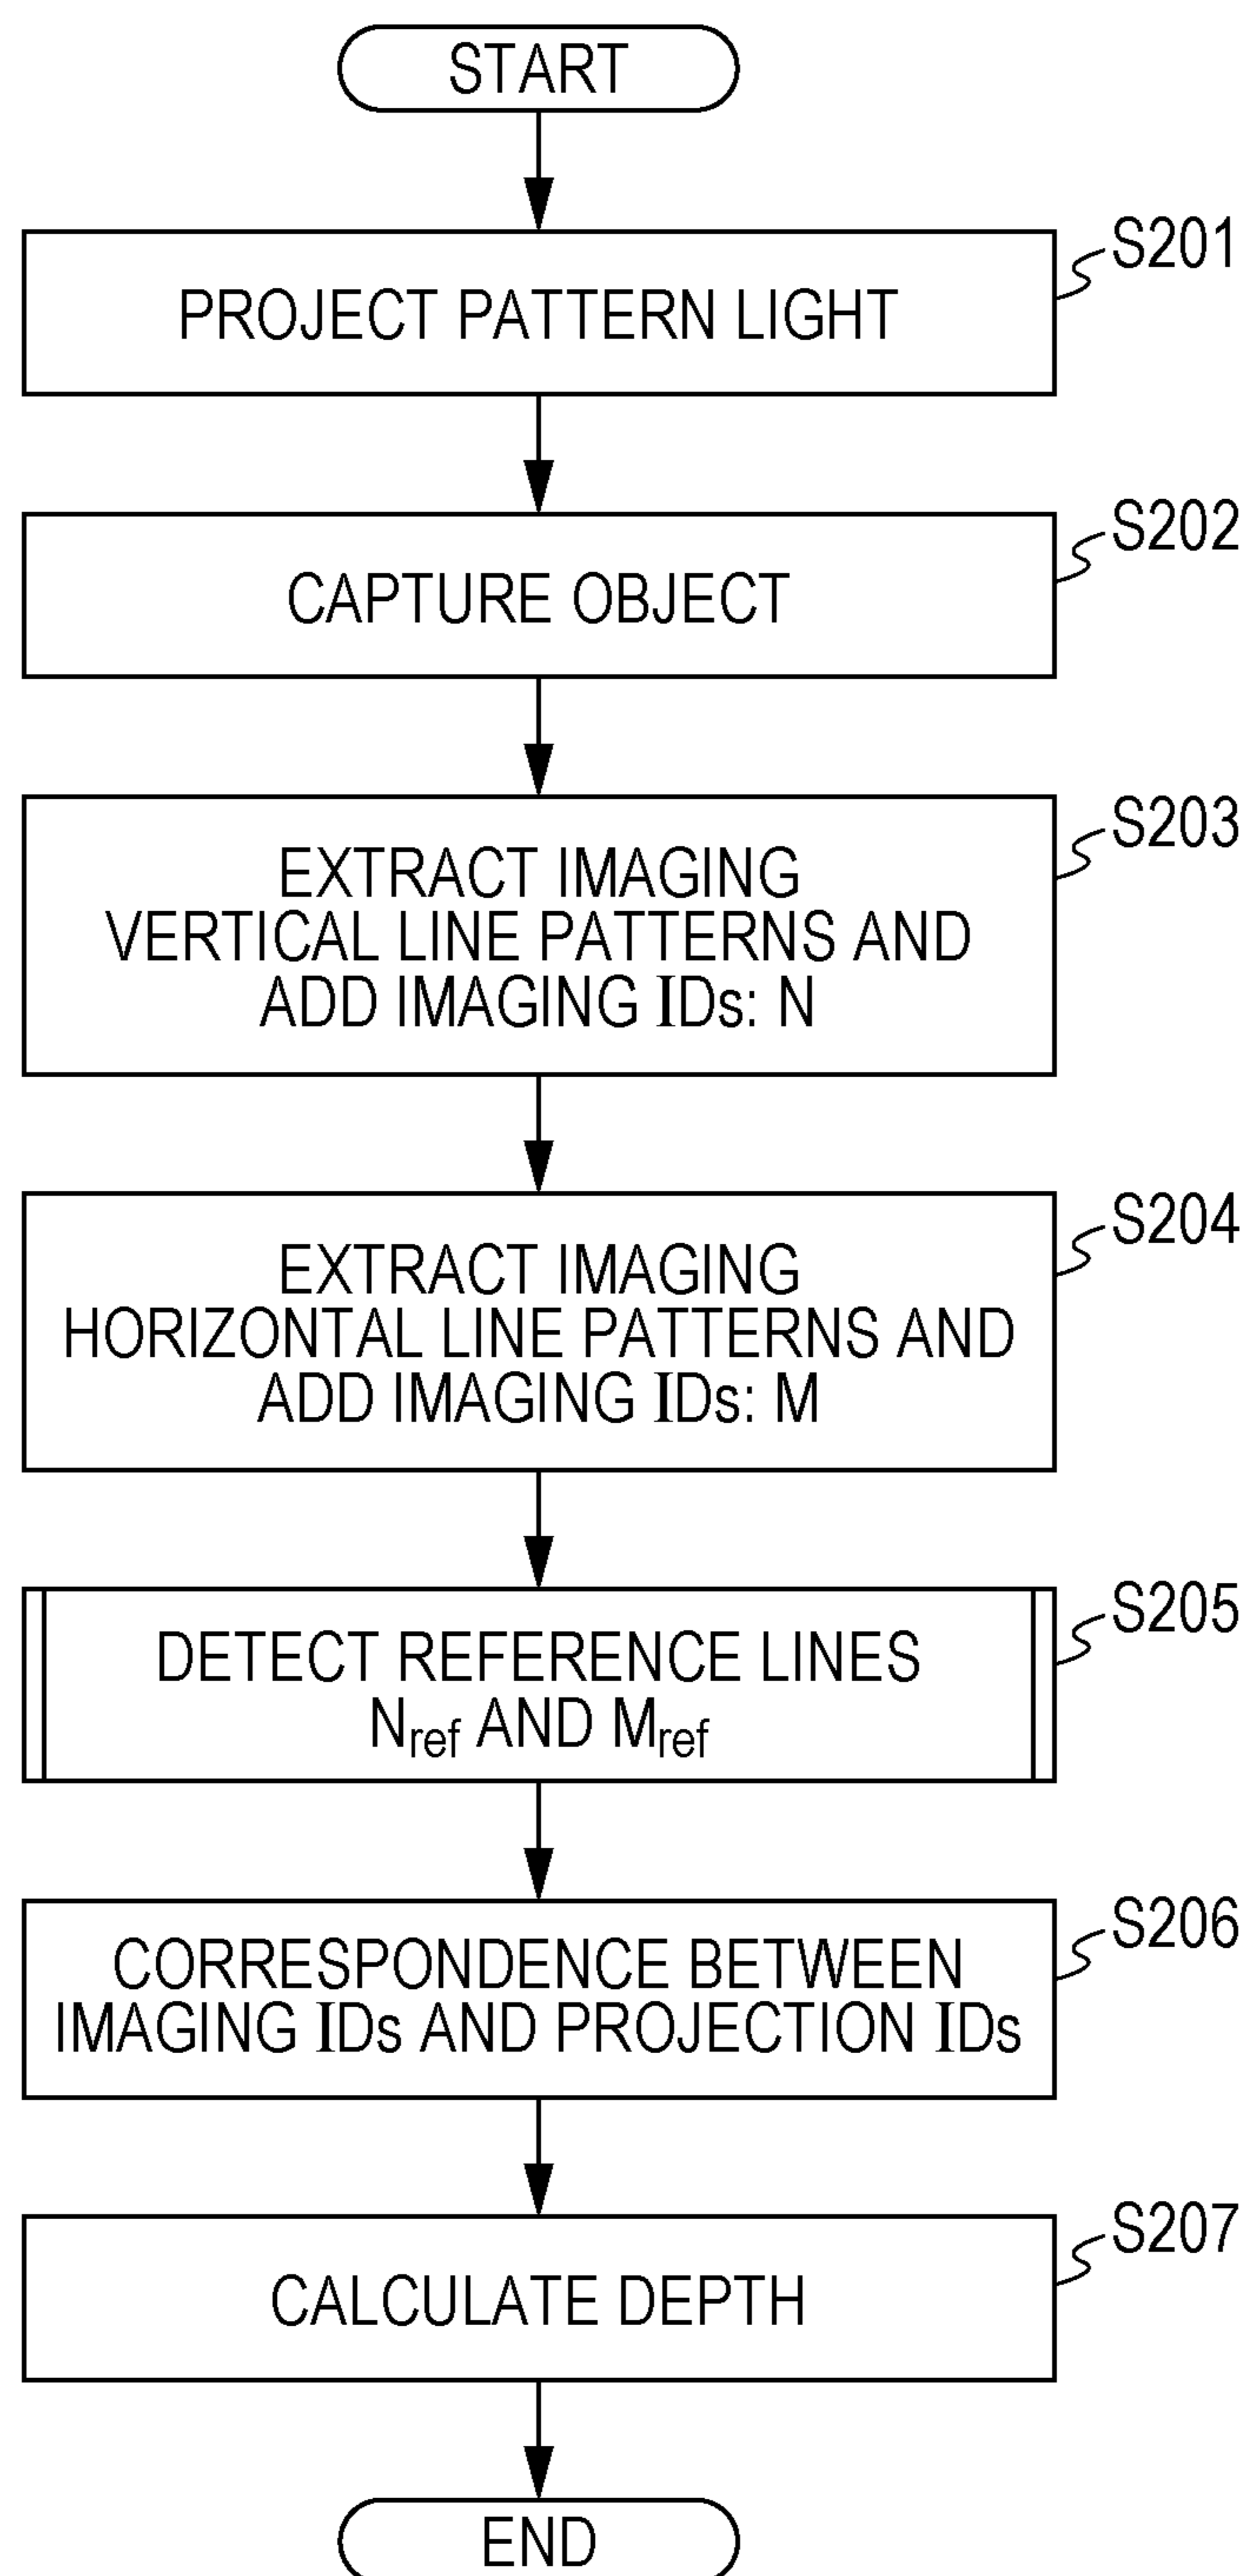 START
S201
PROJECT PATTERN LIGHT
S202
CAPTURE OBJECT
S203
EXTRACT IMAGING
VERTICAL LINE PATTERNS AND
ADD IMAGING IDs: N
S204
EXTRACT IMAGING
HORIZONTAL LINE PATTERNS AND
ADD IMAGING IDs: M
S205
DETECT REFERENCE LINES
Nref AND Mref
S206
CORRESPONDENCE BETWEEN
IMAGING IDs AND PROJECTION IDs
S207
CALCULATE DEPTH
END